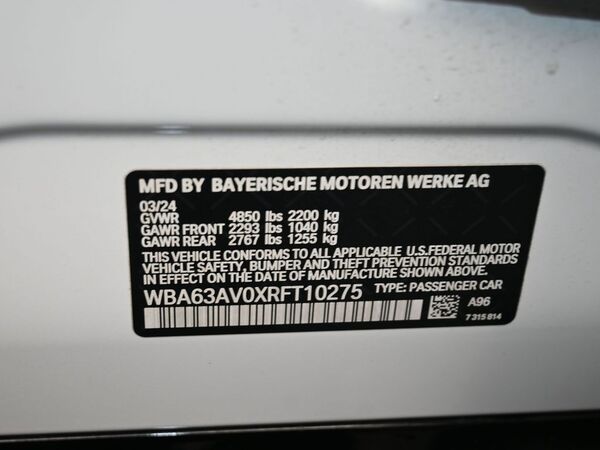 MFD BY BAYERISCHE MOTOREN WERKE AG
03/24
GVWR 4850 lbs 2200 kg
GAWR FRONT 2293 lbs 1040 kg
GAWR REAR 2767 lbs 1255 kg
THIS VEHICLE CONFORMS TO ALL APPLICABLE U.S.FEDERAL MOTOR
VEHICLE SAFETY, BUMPER AND THEFT PREVENTION STANDARDS
IN EFFECT ON THE DATE OF MANUFACTURE SHOWN ABOVE.
WBA63AV0XRFT10275 TYPE: PASSENGER CAR
A96
7 315 814